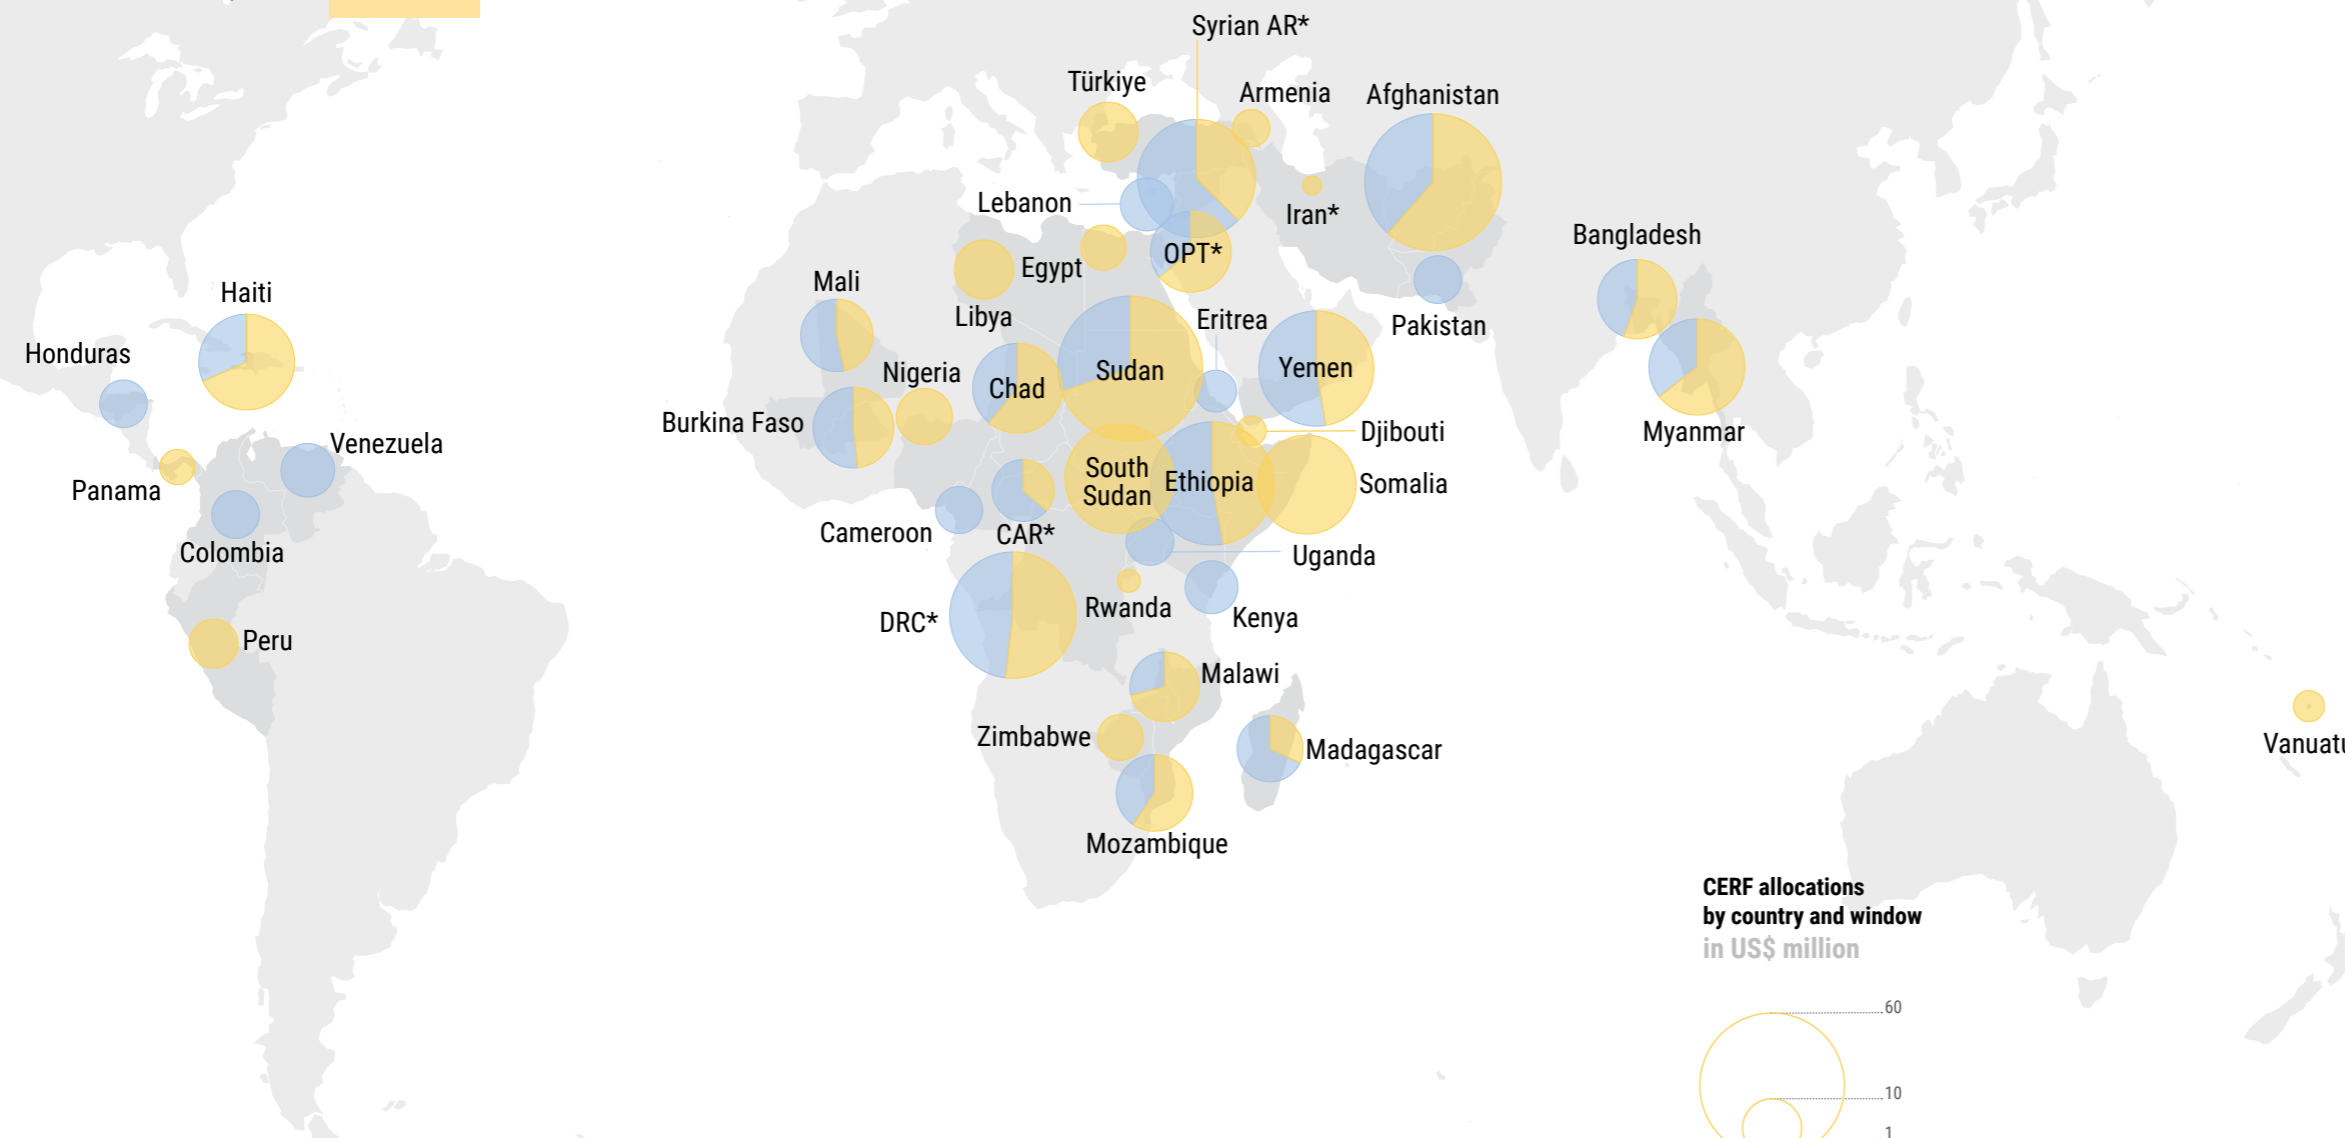 Syrian AR*
Türkiye
Armenia
Afghanistan
Lebanon
Iran*
Bangladesh
OPT*
Egypt
Mali
Haiti
Libya
Eritrea
Pakistan
Honduras
Nigeria
Chad
Sudan
Yemen
Burkina Faso
Myanmar
Djibouti
Venezuela
South
Sudan
Ethiopia
Somalia
Panama
Cameroon
CAR*
Colombia
Uganda
Rwanda
Kenya
DRC*
Peru
Malawi
Zimbabwe
Madagascar
Vanuatu
Mozambique
CERF allocations
by country and window
in US$ million
60
10
1